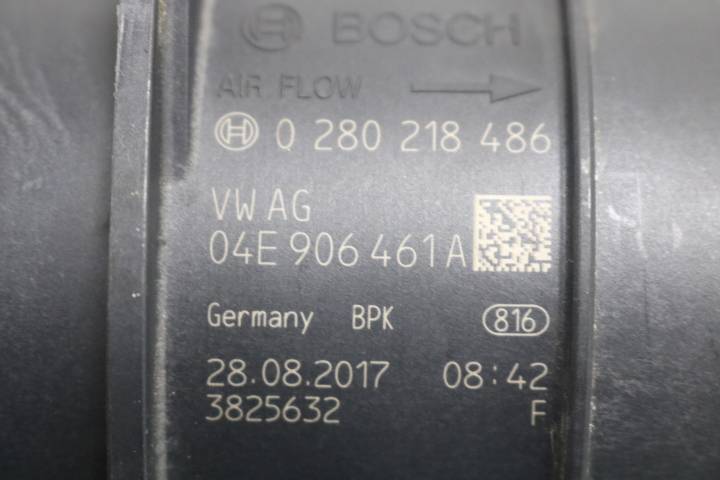 BOSCH
AIR FLOW
0 280 218 486
VW AG
04E 906 461 A
Germany BPK 816
28.08.2017 08:42
3825632 F